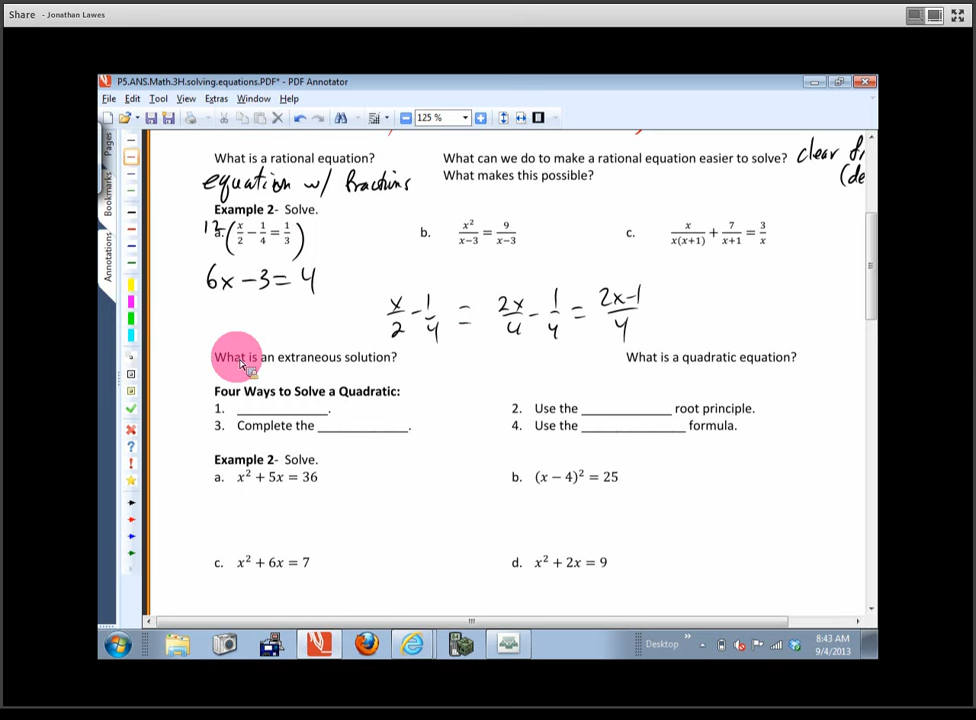 Share - Jonathan Lawes
P5.ANS.Math.3H.solving.equations.PDF* - PDF Annotator
File Edit Tool View Extras Window Help
125 %
Pages
Bookmarks
Annotations
What is a rational equation? What can we do to make a rational equation easier to solve? clear
What makes this possible? (de
equation w/ fractions
Example 2- Solve.
12 ( x/2 − 1/4 = 1/3 ) b. x²/(x−3) = 9/(x−3) c. x/(x(x+1)) + 7/(x+1) = 3/x
6x − 3 = 4
x/2 − 1/4 = 2x/4 − 1/4 = (2x−1)/4
What is an extraneous solution? What is a quadratic equation?
Four Ways to Solve a Quadratic:
1. ______________. 2. Use the ______________ root principle.
3. Complete the ______________. 4. Use the ________________ formula.
Example 2- Solve.
a. x² + 5x = 36 b. (x − 4)² = 25
c. x² + 6x = 7 d. x² + 2x = 9
Desktop
8:43 AM
9/4/2013